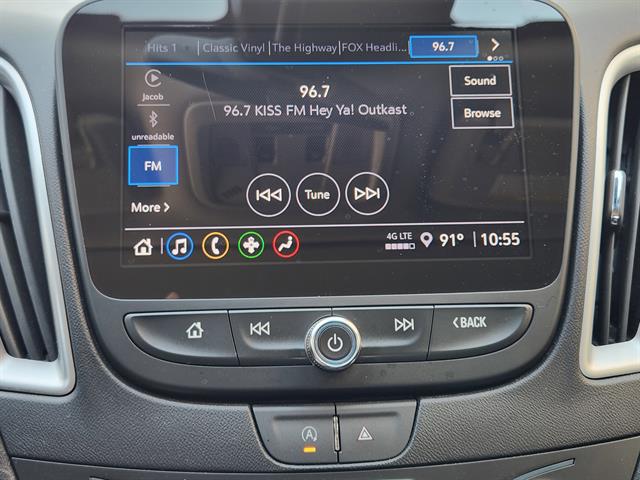 Hits 1 Classic Vinyl The Highway FOX Headli... 96.7
Jacob
unreadable
FM
More >
96.7
96.7 KISS FM Hey Ya! Outkast
Sound
Browse
Tune
4G LTE
91° 10:55
<BACK
A